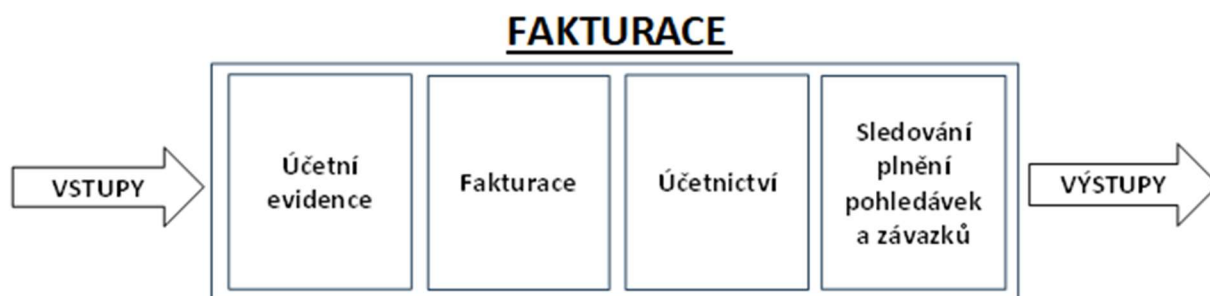 FAKTURACE
VSTUPY
Účetní
evidence
Fakturace
Účetnictví
Sledování
plnění
pohledávek
a závazků
VÝSTUPY